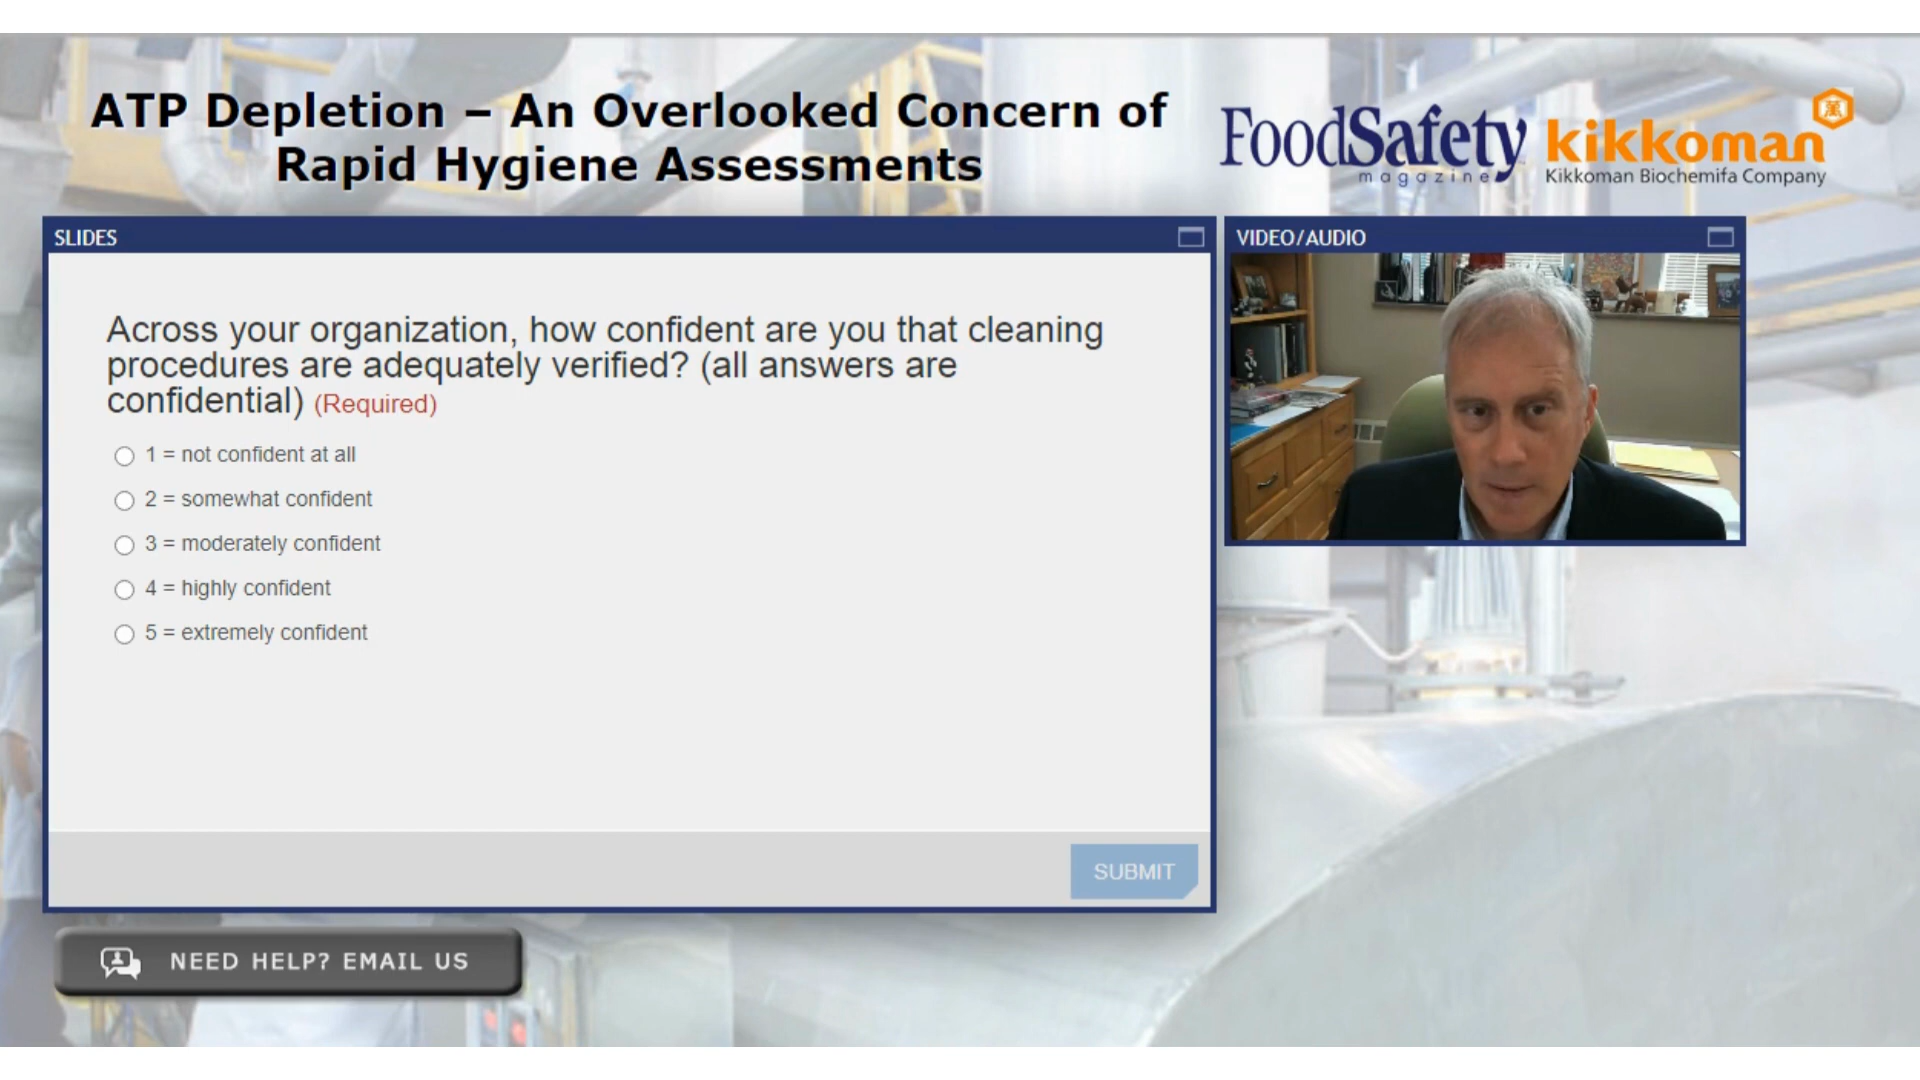 ATP Depletion – An Overlooked Concern of
Rapid Hygiene Assessments
FoodSafety
magazine
kikkoman
Kikkoman Biochemifa Company
SLIDES
VIDEO/AUDIO
Across your organization, how confident are you that cleaning
procedures are adequately verified? (all answers are
confidential) (Required)
1 = not confident at all
2 = somewhat confident
3 = moderately confident
4 = highly confident
5 = extremely confident
SUBMIT
NEED HELP? EMAIL US